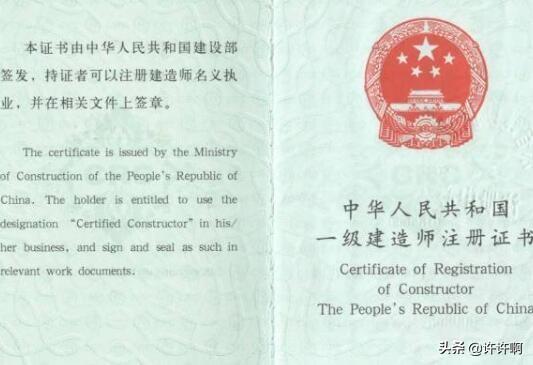 本证书由中华人民共和国建设部
签发，持证者可以注册建造师名义执
业，并在相关文件上签章。
The certificate is issued by the Ministry
of Construction of the People's Republic of
China. The holder is entitled to use the
designation “Certified Constructor” in his/
her business, and sign and seal as such in
relevant work documents.
中华人民共和国
一级建造师注册证书
Certificate of Registration
of Constructor
The People's Republic of China
头条 @许许啊